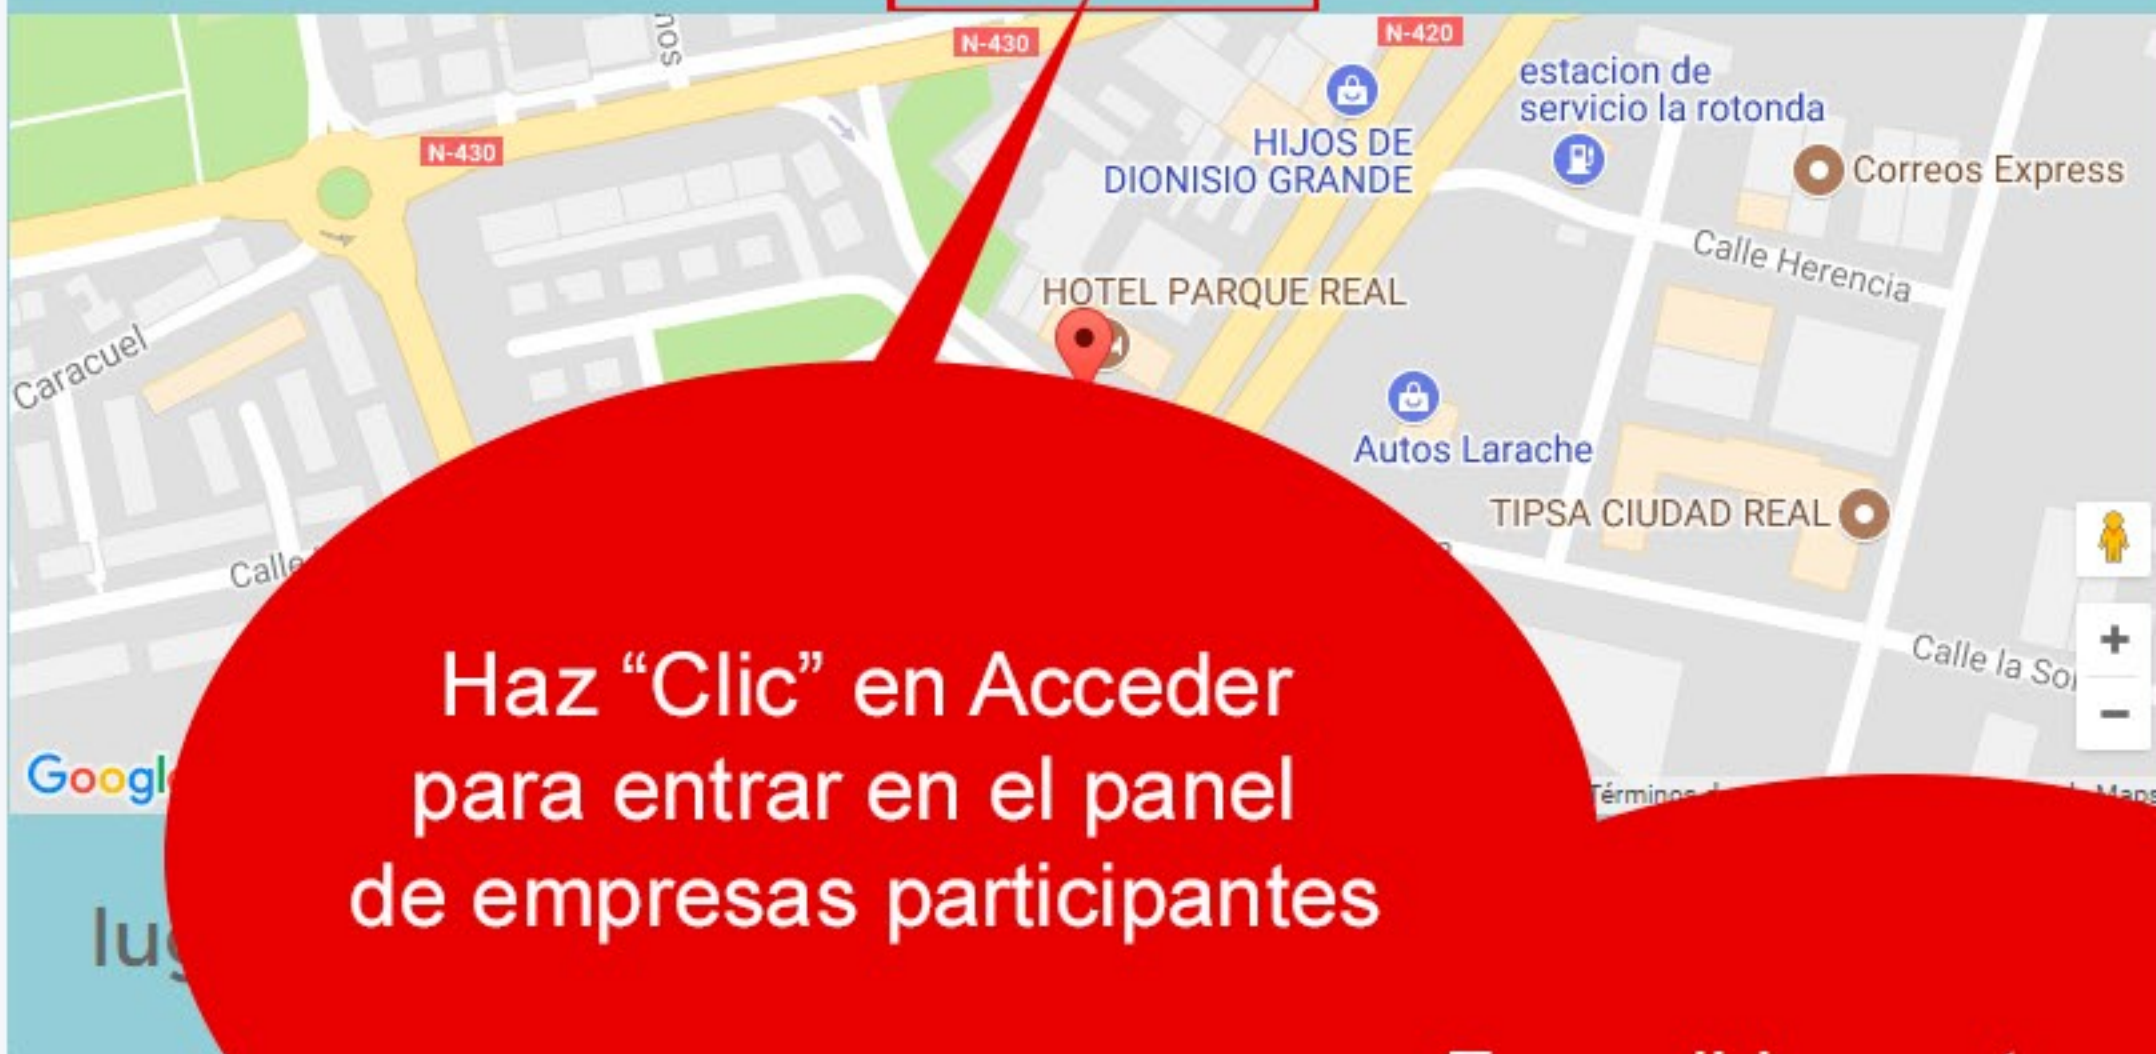 N-430
N-420
estacion de
servicio la rotonda
HIJOS DE
DIONISIO GRANDE
N-430
Correos Express
Calle Herencia
HOTEL PARQUE REAL
Caracuel
Autos Larache
TIPSA CIUDAD REAL
Calle
Calle la
Haz “Clic” en Acceder
para entrar en el panel
de empresas participantes
Google
Maps